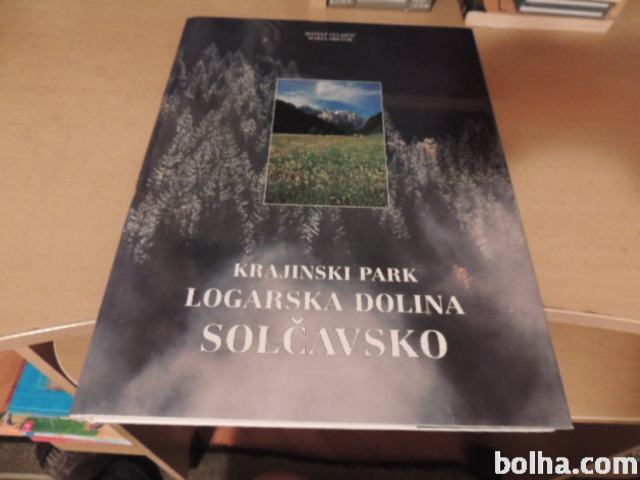 KRAJINSKI PARK
LOGARSKA DOLINA
SOLČAVSKO
bolha.com